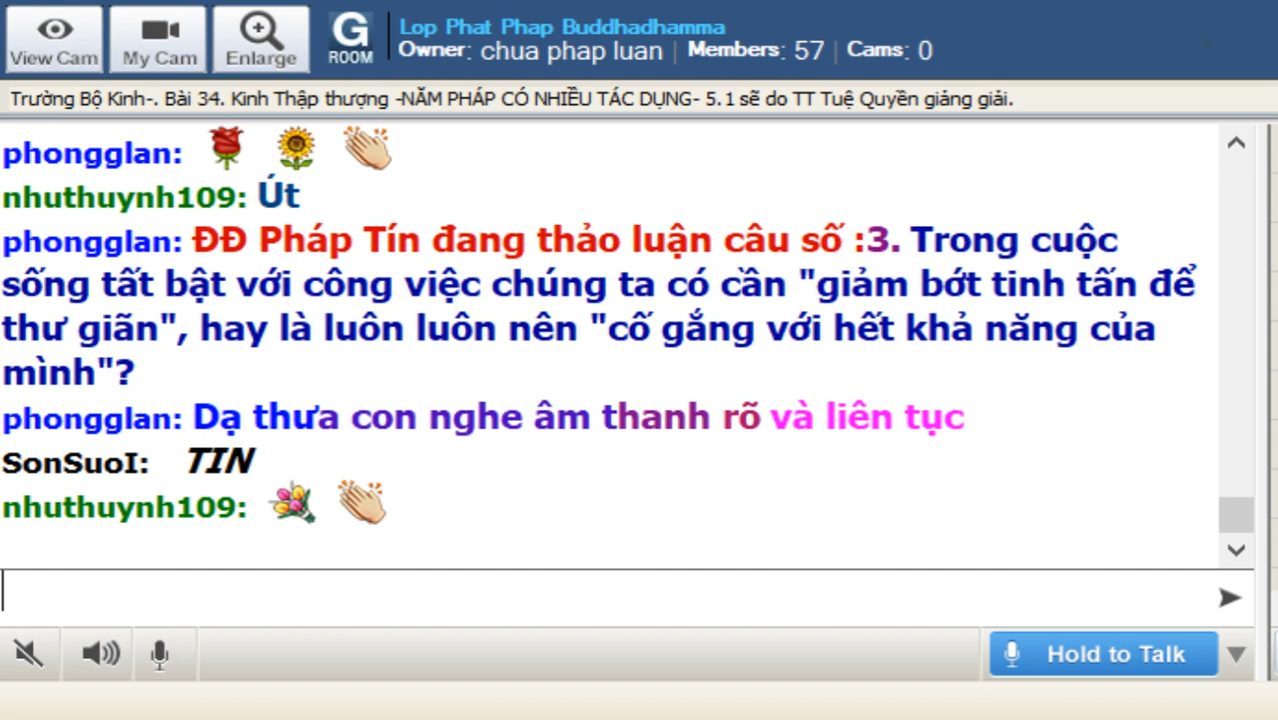 View Cam
My Cam
Enlarge
G
ROOM
Lop Phat Phap Buddhadhamma
Owner: chua phap luan | Members: 57 | Cams: 0
Trường Bộ Kinh-. Bài 34. Kinh Thập thượng -NĂM PHÁP CÓ NHIỀU TÁC DỤNG- 5.1 sẽ do TT Tuệ Quyền giảng giải.
phongglan:
nhuthuynh109: Út
phongglan: ĐĐ Pháp Tín đang thảo luận câu số :3. Trong cuộc
sống tất bật với công việc chúng ta có cần "giảm bớt tinh tấn để
thư giãn", hay là luôn luôn nên "cố gắng với hết khả năng của
mình"?
phongglan: Dạ thưa con nghe âm thanh rõ và liên tục
SonSuoI: TIN
nhuthuynh109:
Hold to Talk